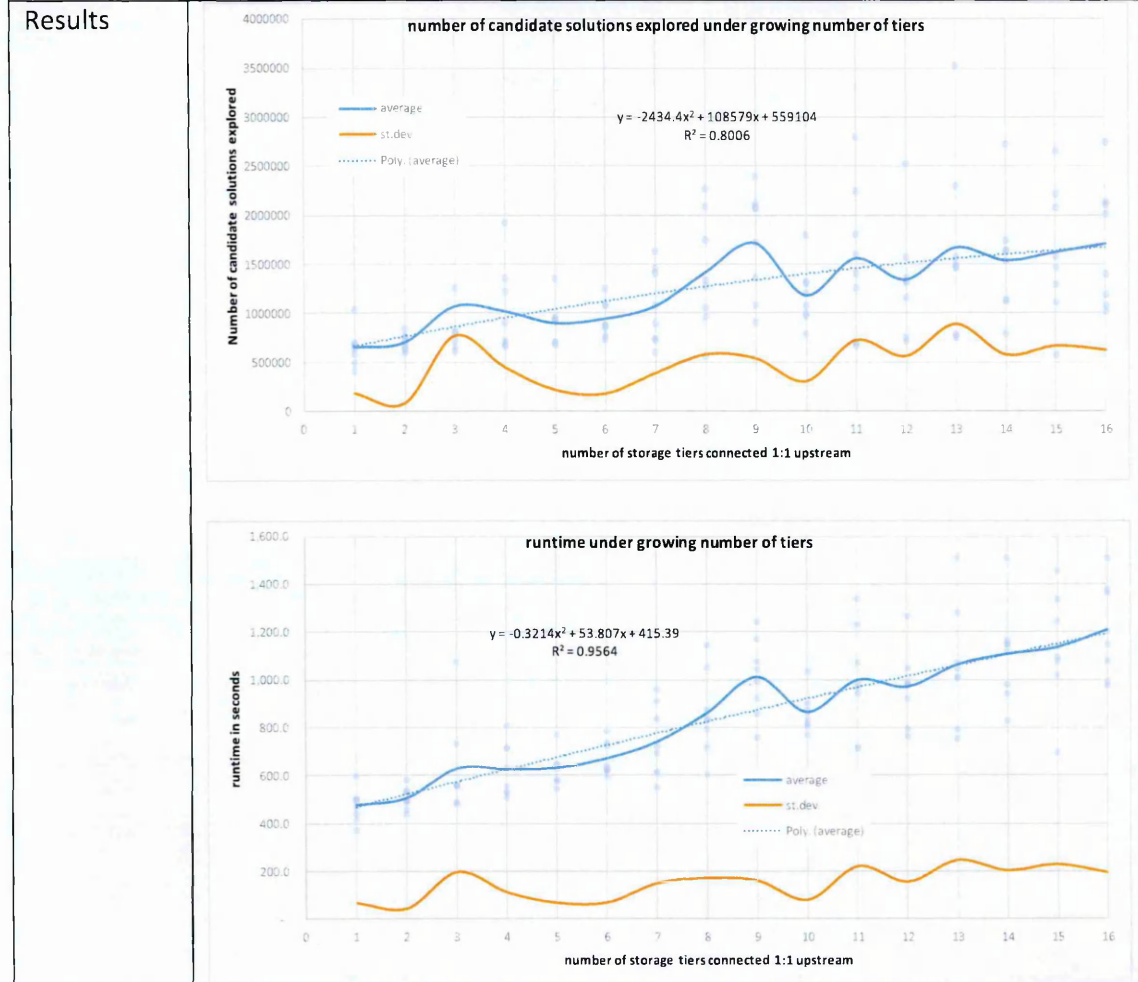 Results
number of candidate solutions explored under growing number of tiers
4000000
3500000
3000000
2500000
2000000
1500000
1000000
500000
0
Number of candidate solutions explored
average
st.dev
Poly. (average)
y = -2434.4x² + 108579x + 559104
R² = 0.8006
0 1 2 3 4 5 6 7 8 9 10 11 12 13 14 15 16
number of storage tiers connected 1:1 upstream
runtime under growing number of tiers
1,600.0
1,400.0
1,200.0
1,000.0
800.0
600.0
400.0
200.0
-
runtime in seconds
y = -0.3214x² + 53.807x + 415.39
R² = 0.9564
average
st.dev
Poly. (average)
0 1 2 3 4 5 6 7 8 9 10 11 12 13 14 15 16
number of storage tiers connected 1:1 upstream